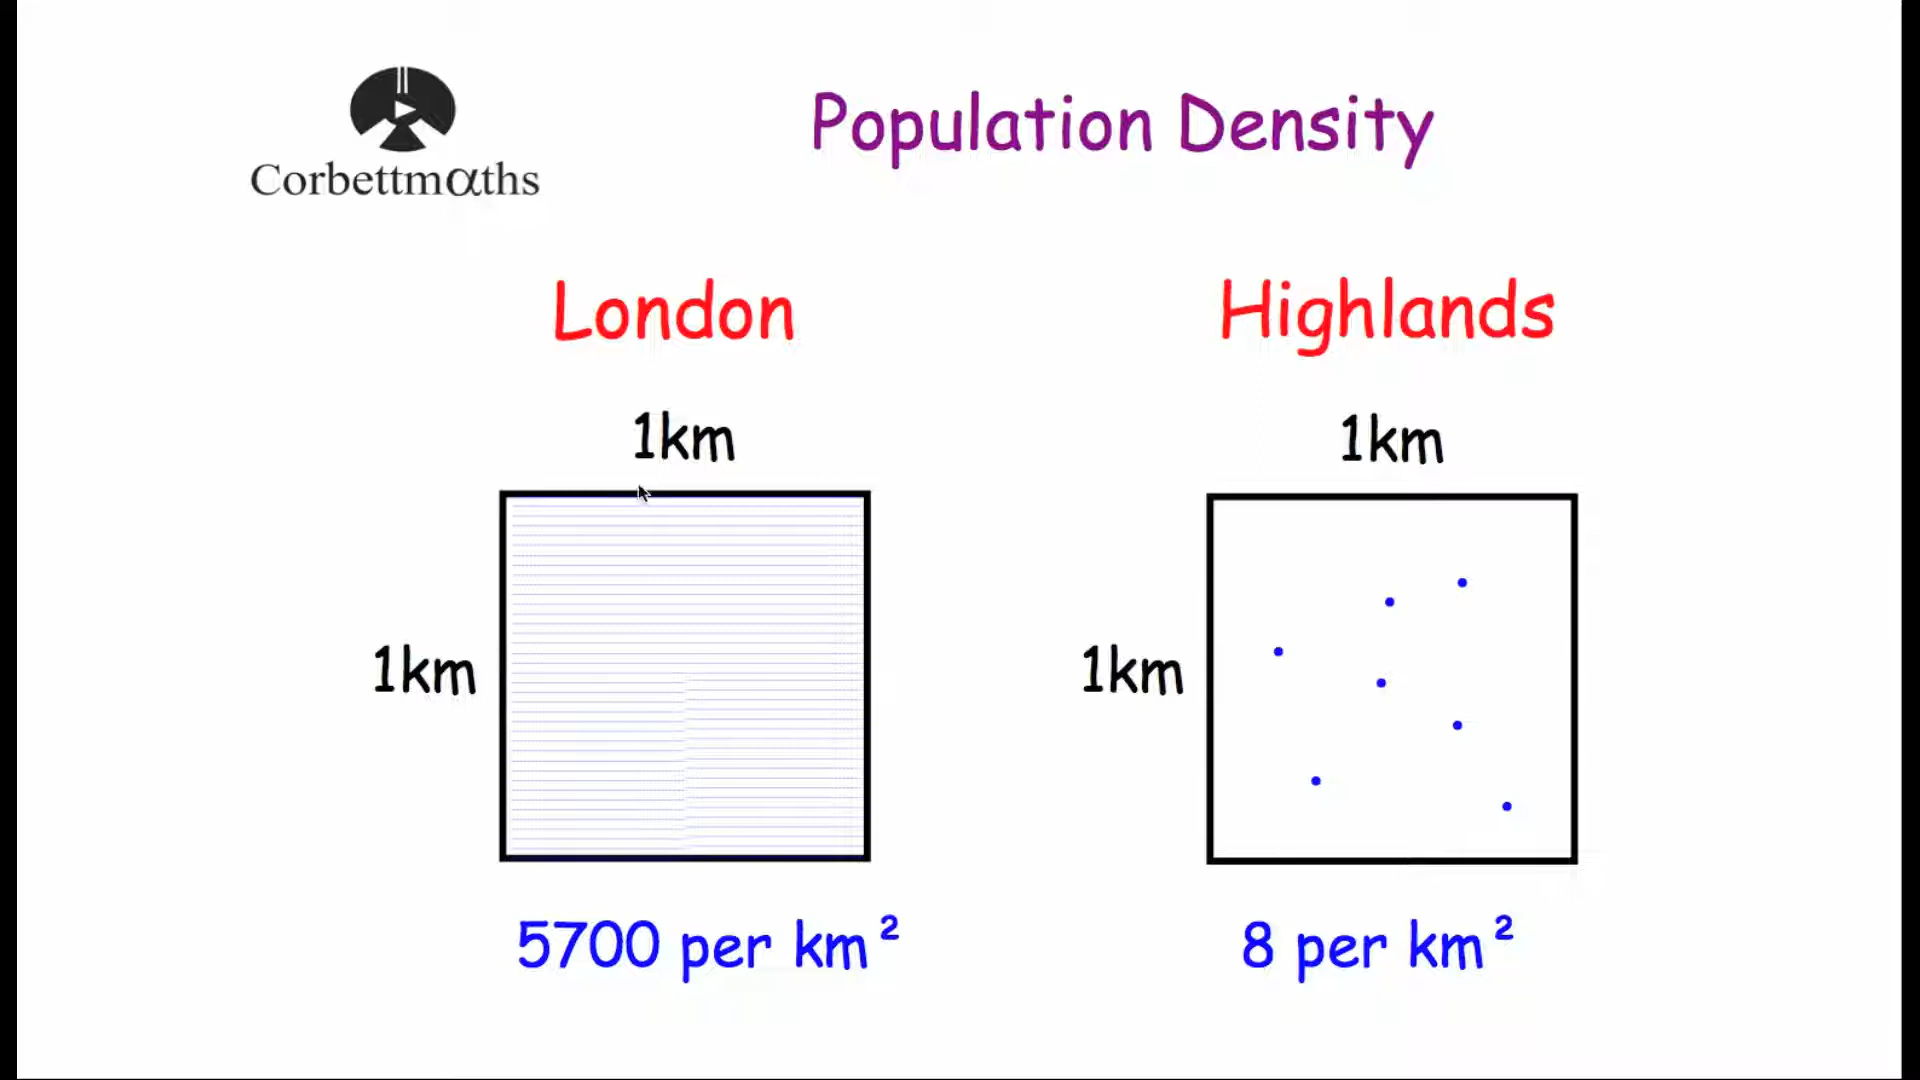 Corbettmαths
Population Density
London
Highlands
1km
1km
1km
1km
5700 per km²
8 per km²